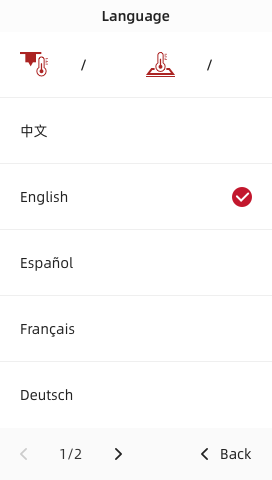 Language
/ /
中文
English
Español
Français
Deutsch
1/2 Back